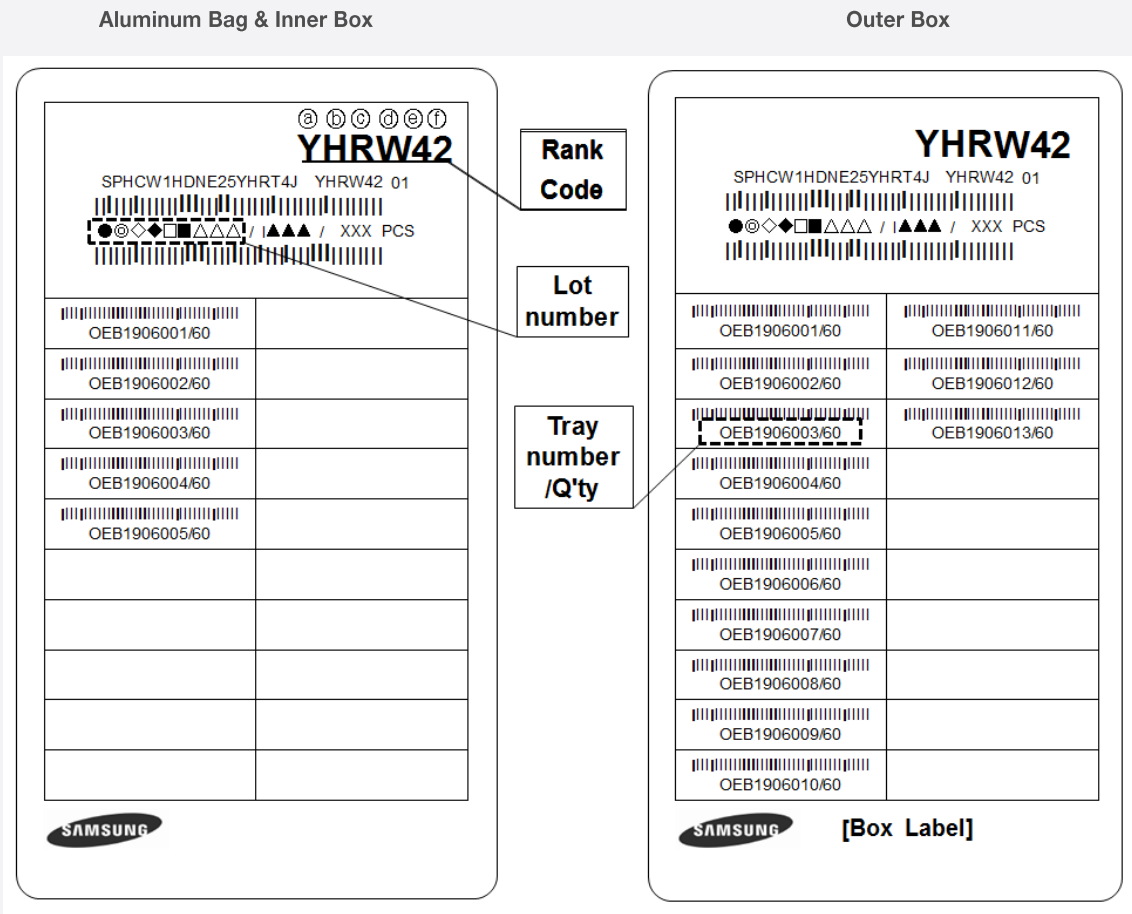 Aluminum Bag & Inner Box
ⓐ ⓑ ⓒ ⓓ ⓔ ⓕ
YHRW42
SPHCW1HDNE25YHRT4J YHRW42 01
●◎◇◆□■△△△ / I▲▲▲ / XXX PCS
OEB1906001/60
OEB1906002/60
OEB1906003/60
OEB1906004/60
OEB1906005/60
SAMSUNG
Rank
Code
Lot
number
Tray
number
/Q'ty
Outer Box
YHRW42
SPHCW1HDNE25YHRT4J YHRW42 01
●◎◇◆□■△△△ / I▲▲▲ / XXX PCS
OEB1906001/60 OEB1906011/60
OEB1906002/60 OEB1906012/60
OEB1906003/60 OEB1906013/60
OEB1906004/60
OEB1906005/60
OEB1906006/60
OEB1906007/60
OEB1906008/60
OEB1906009/60
OEB1906010/60
SAMSUNG [Box Label]